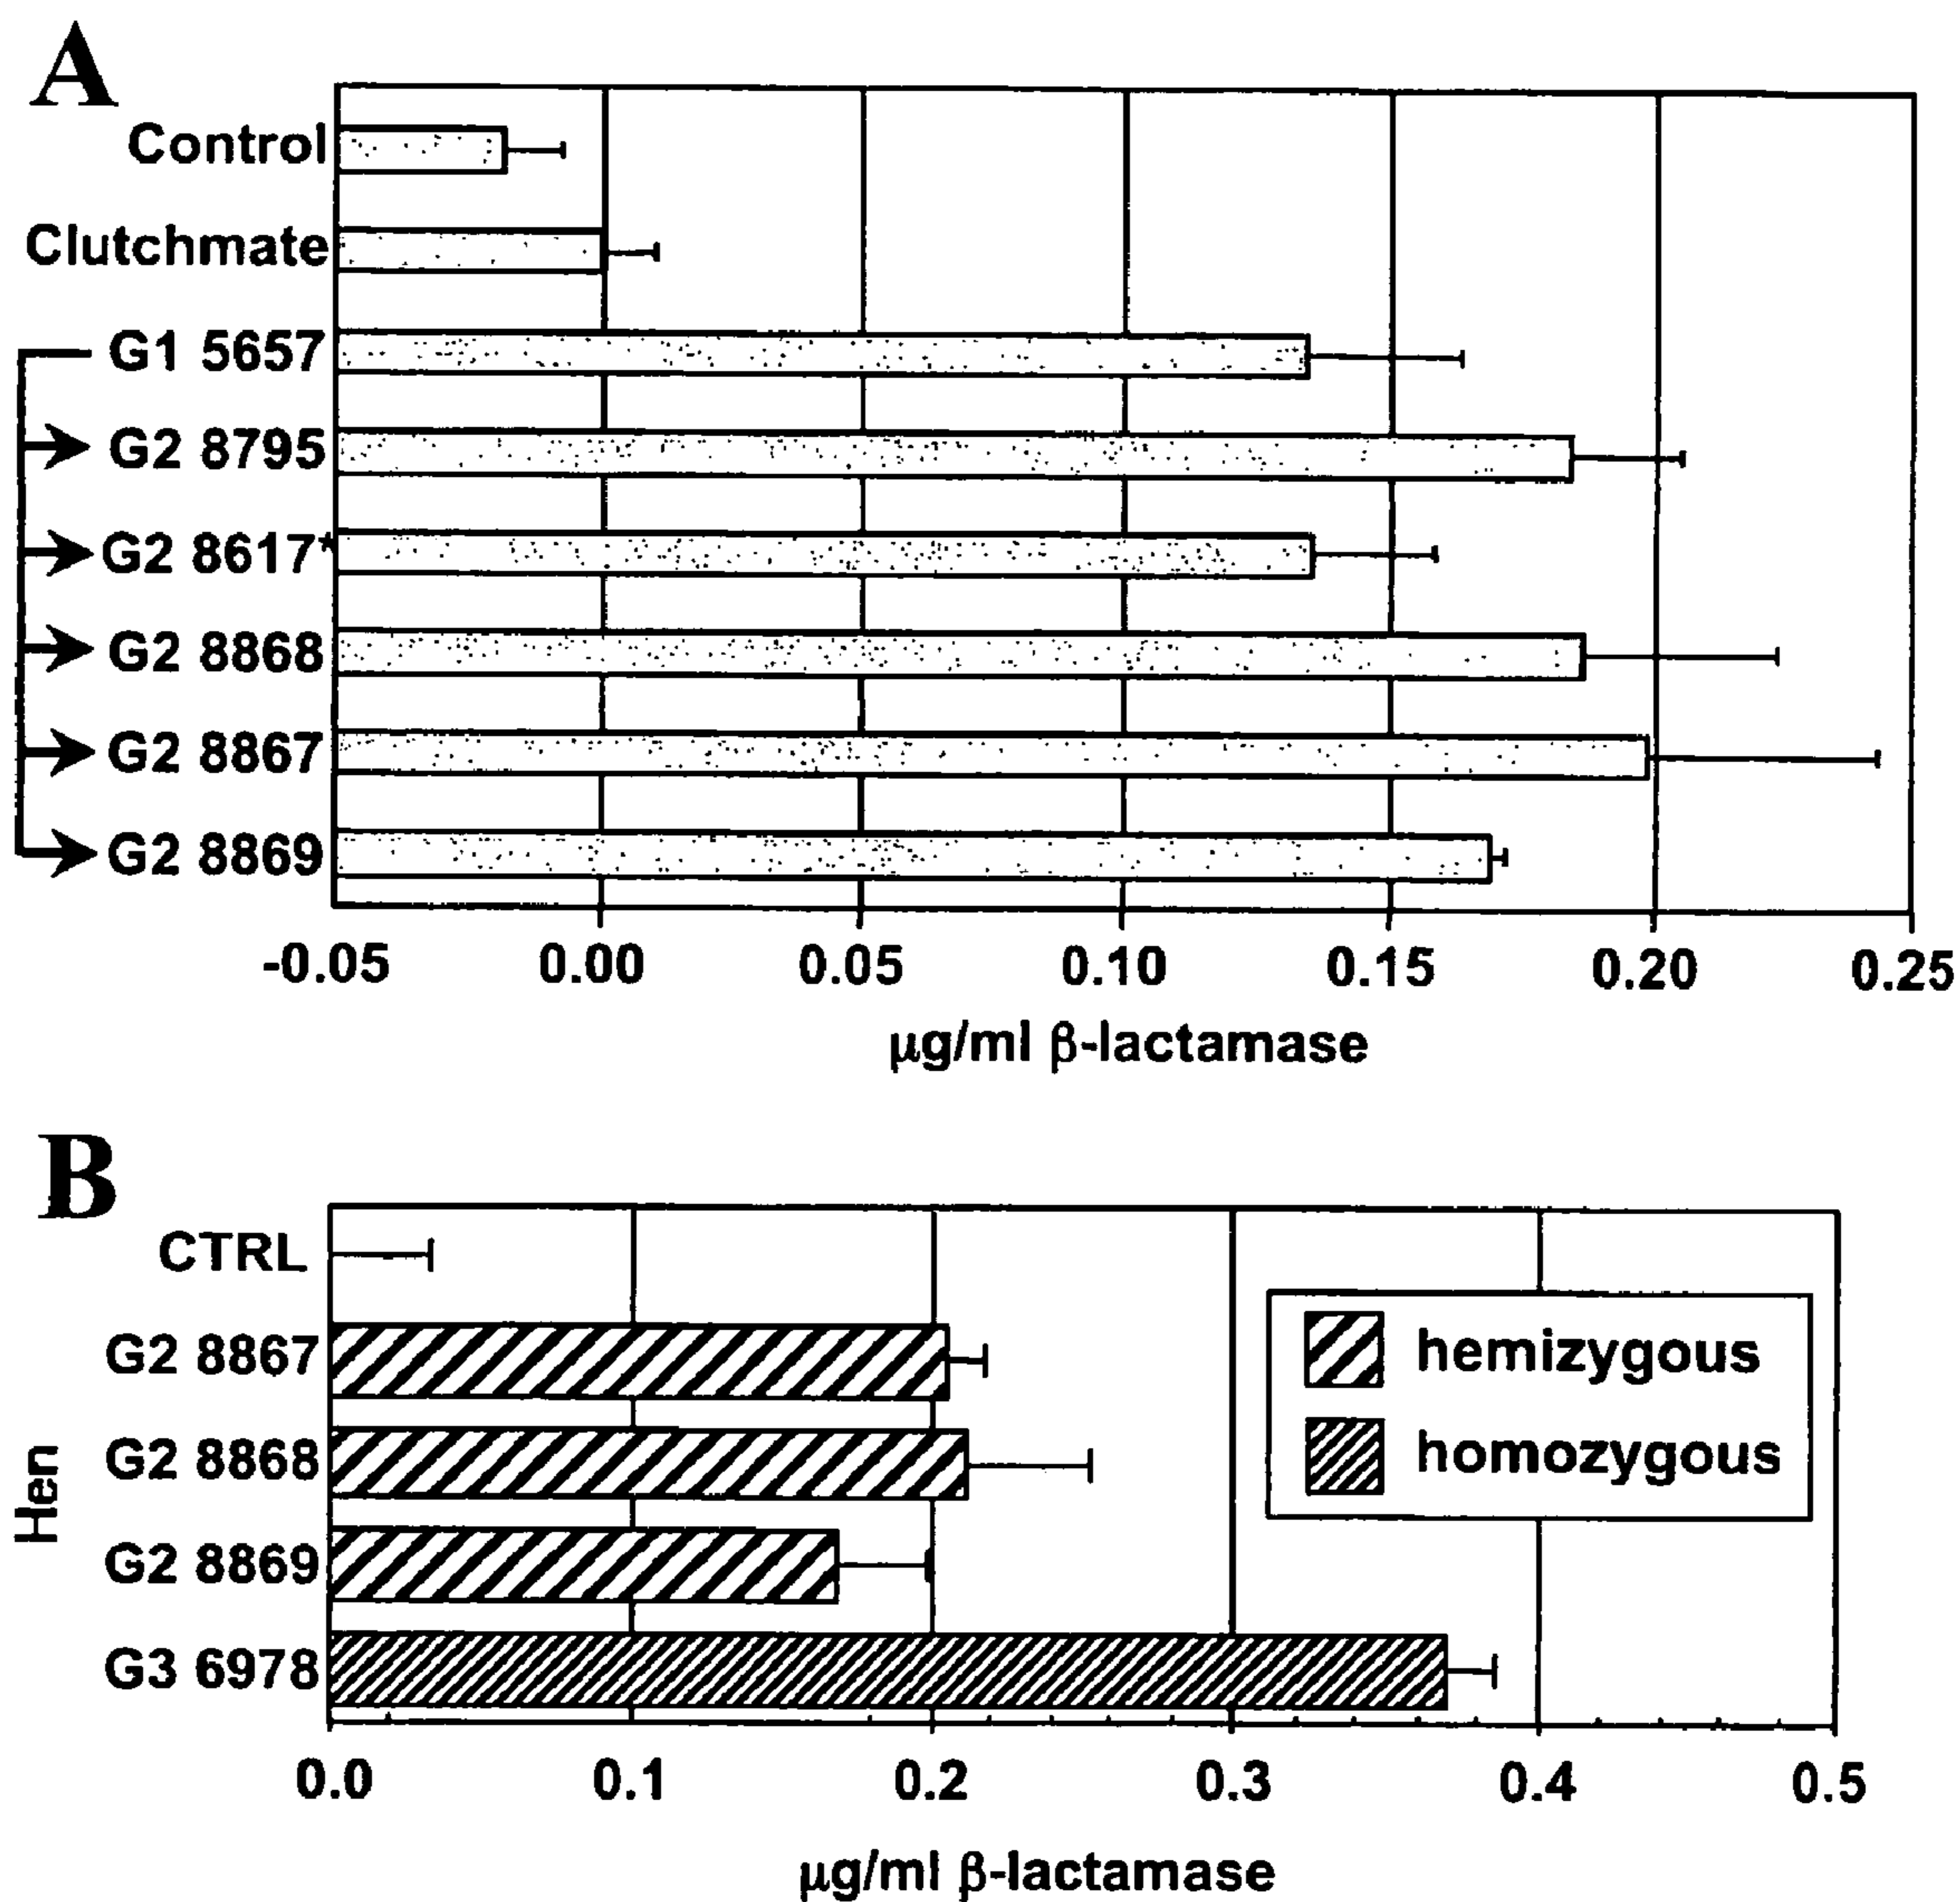 A
Control
Clutchmate
G1 5657
G2 8795
G2 8617*
G2 8868
G2 8867
G2 8869
-0.05 0.00 0.05 0.10 0.15 0.20 0.25
μg/ml β-lactamase
B
CTRL
G2 8867
G2 8868
G2 8869
G3 6978
Hen
hemizygous
homozygous
0.0 0.1 0.2 0.3 0.4 0.5
μg/ml β-lactamase